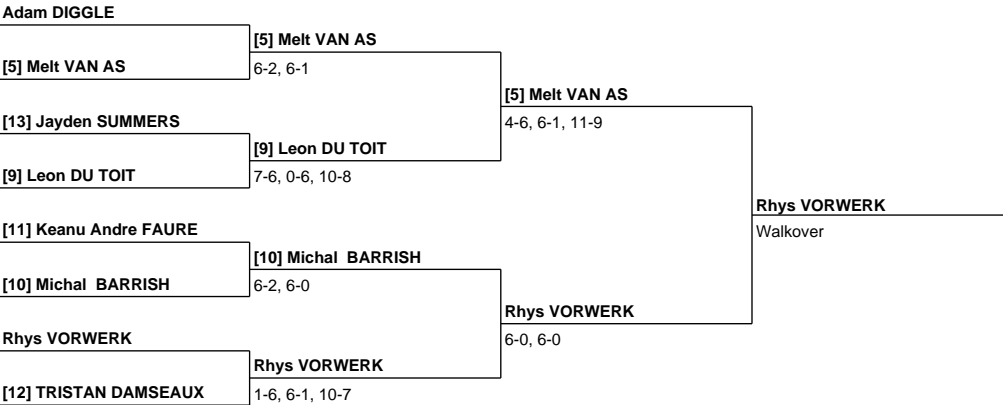 Adam DIGGLE
[5] Melt VAN AS
[5] Melt VAN AS
6-2, 6-1
[5] Melt VAN AS
[13] Jayden SUMMERS
4-6, 6-1, 11-9
[9] Leon DU TOIT
[9] Leon DU TOIT
7-6, 0-6, 10-8
Rhys VORWERK
[11] Keanu Andre FAURE
Walkover
[10] Michal  BARRISH
[10] Michal  BARRISH
6-2, 6-0
Rhys VORWERK
Rhys VORWERK
6-0, 6-0
Rhys VORWERK
[12] TRISTAN DAMSEAUX
1-6, 6-1, 10-7